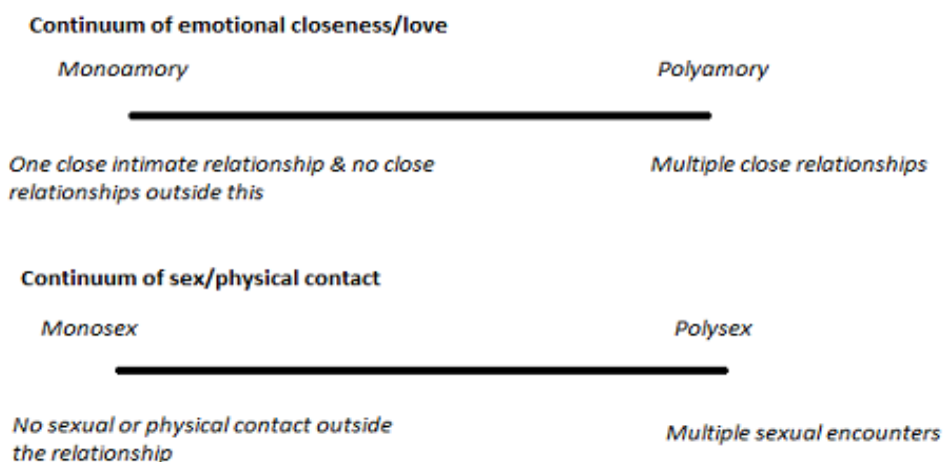 Continuum of emotional closeness/love
Monoamory
Polyamory
One close intimate relationship & no close
relationships outside this
Multiple close relationships
Continuum of sex/physical contact
Monosex
Polysex
No sexual or physical contact outside
the relationship
Multiple sexual encounters